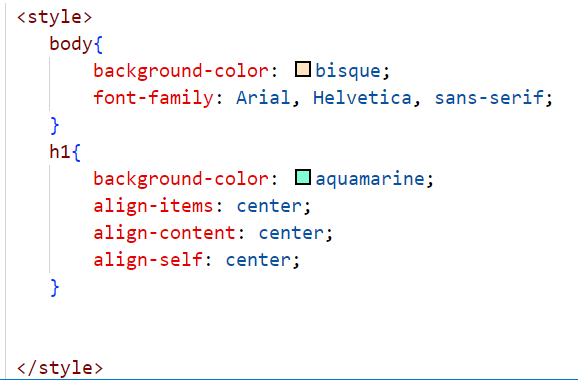 <style>
body{
background-color: bisque;
font-family: Arial, Helvetica, sans-serif;
}
h1{
background-color: aquamarine;
align-items: center;
align-content: center;
align-self: center;
}
</style>